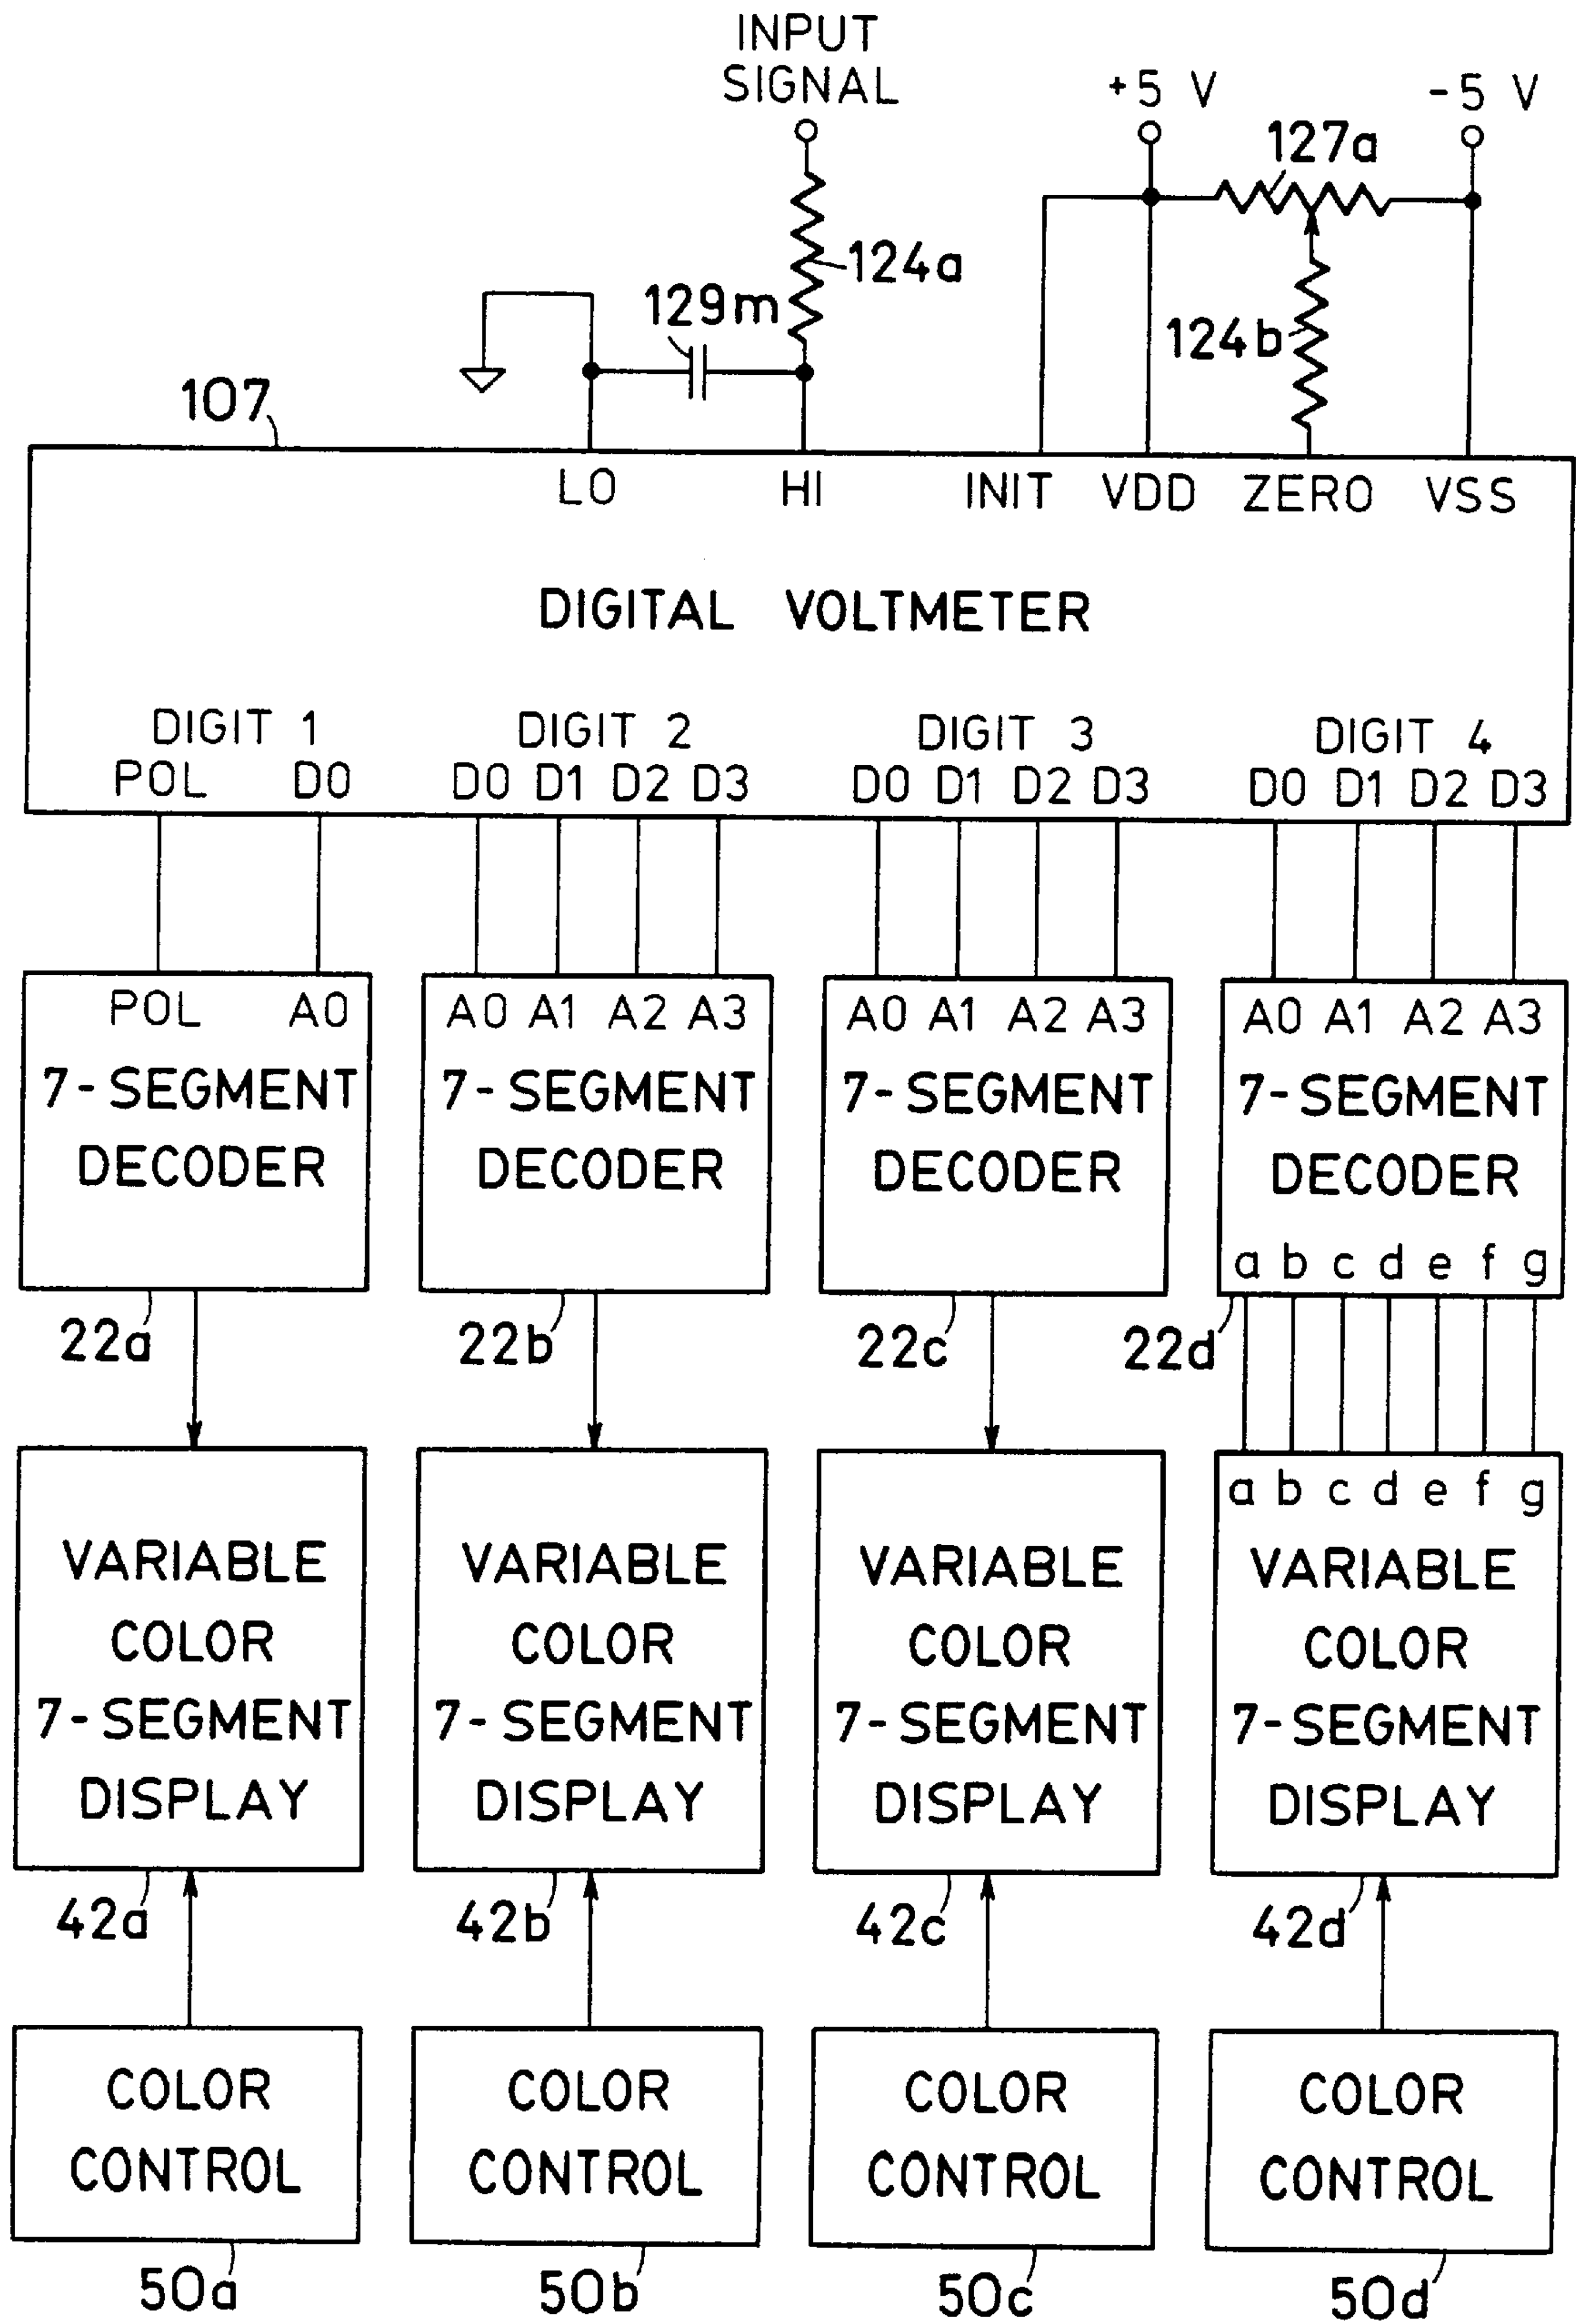 INPUT
SIGNAL
+5 V
-5 V
127a
124a
129m
124b
107
LO HI INIT VDD ZERO VSS
DIGITAL VOLTMETER
DIGIT 1 DIGIT 2 DIGIT 3 DIGIT 4
POL D0 D0 D1 D2 D3 D0 D1 D2 D3 D0 D1 D2 D3
POL A0 A0 A1 A2 A3 A0 A1 A2 A3 A0 A1 A2 A3
7-SEGMENT 7-SEGMENT 7-SEGMENT 7-SEGMENT
DECODER DECODER DECODER DECODER
a b c d e f g
22a 22b 22c 22d
a b c d e f g
VARIABLE VARIABLE VARIABLE VARIABLE
COLOR COLOR COLOR COLOR
7-SEGMENT 7-SEGMENT 7-SEGMENT 7-SEGMENT
DISPLAY DISPLAY DISPLAY DISPLAY
42a 42b 42c 42d
COLOR COLOR COLOR COLOR
CONTROL CONTROL CONTROL CONTROL
50a 50b 50c 50d